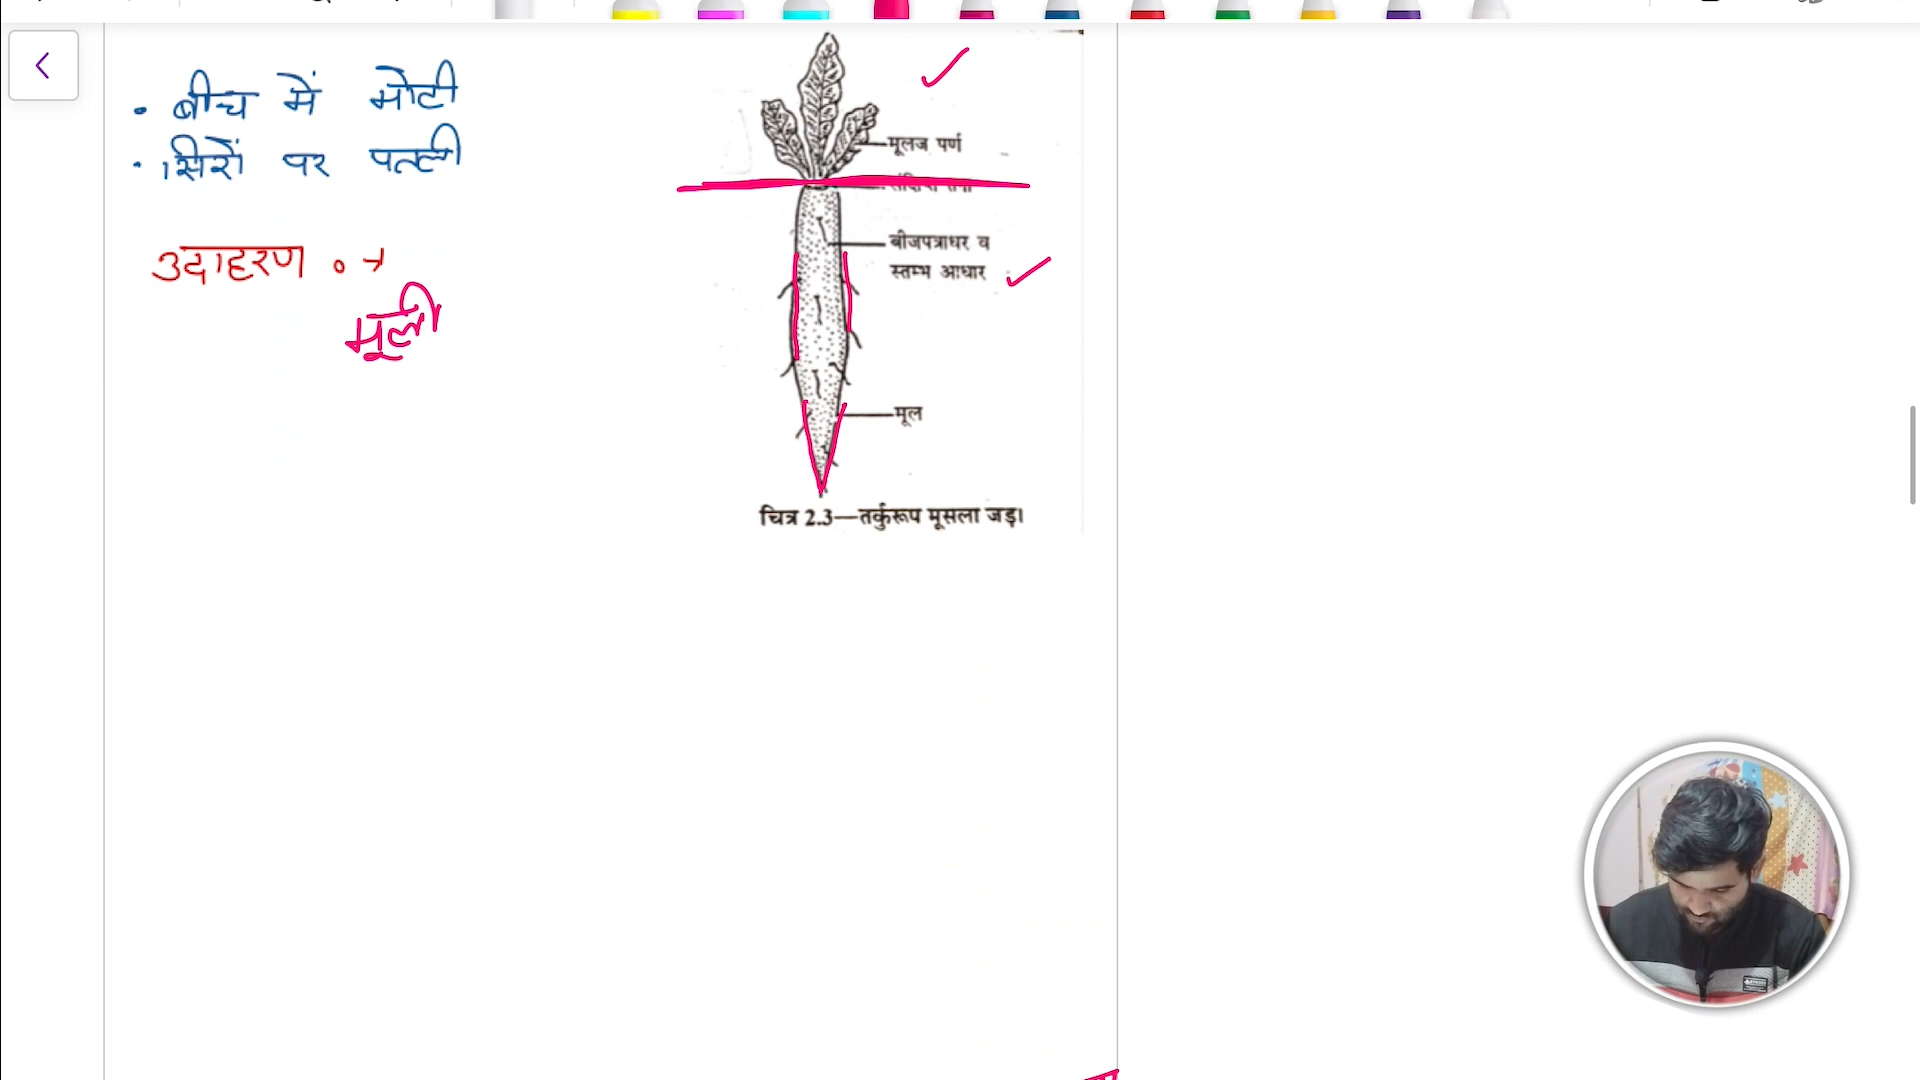 • बीच में मोटी
• सिरों पर पतली
उदाहरण ० →
मूली
मूलज पर्ण
बीजपत्राधर व
स्तम्भ आधार
मूल
चित्र 2.3—तर्कुरूप मूसला जड़।